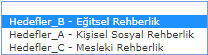 Hedefler_B - Eğitsel Rehberlik
Hedefler_A - Kişisel Sosyal Rehberlik
Hedefler_C - Mesleki Rehberlik